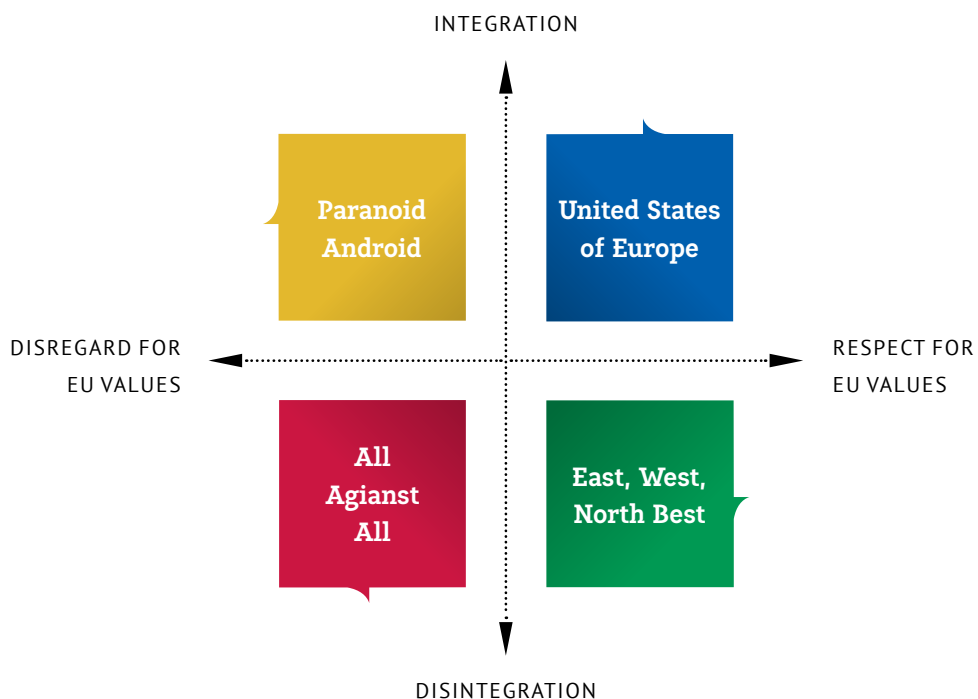 INTEGRATION
Paranoid
Android
United States
of Europe
DISREGARD FOR
EU VALUES
RESPECT FOR
EU VALUES
All
Agianst
All
East, West,
North Best
DISINTEGRATION